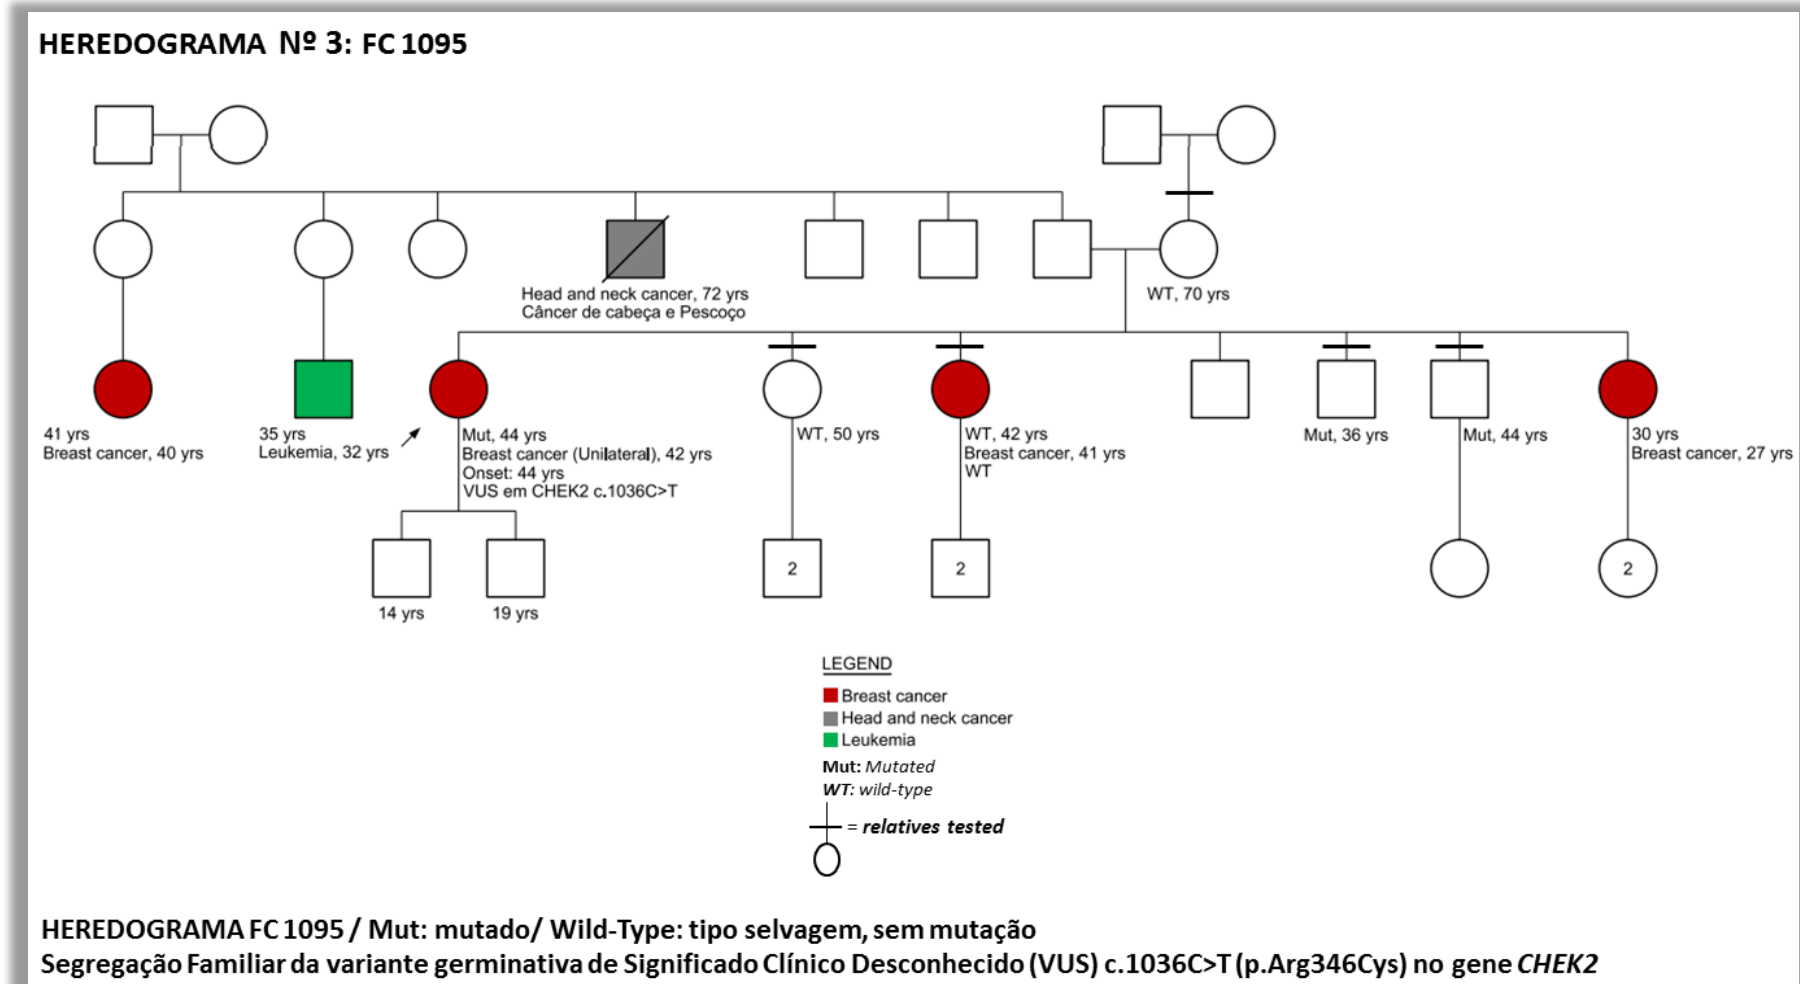 HEREDOGRAMA Nº 3: FC 1095
Head and neck cancer, 72 yrs
Câncer de cabeça e Pescoço
WT, 70 yrs
41 yrs
Breast cancer, 40 yrs
35 yrs
Leukemia, 32 yrs
Mut, 44 yrs
Breast cancer (Unilateral), 42 yrs
Onset: 44 yrs
VUS em CHEK2 c.1036C>T
WT, 50 yrs
WT, 42 yrs
Breast cancer, 41 yrs
WT
Mut, 36 yrs
Mut, 44 yrs
30 yrs
Breast cancer, 27 yrs
14 yrs
19 yrs
2
2
2
LEGEND
Breast cancer
Head and neck cancer
Leukemia
Mut: Mutated
WT: wild-type
= relatives tested
HEREDOGRAMA FC 1095 / Mut: mutado/ Wild-Type: tipo selvagem, sem mutação
Segregação Familiar da variante germinativa de Significado Clínico Desconhecido (VUS) c.1036C>T (p.Arg346Cys) no gene CHEK2